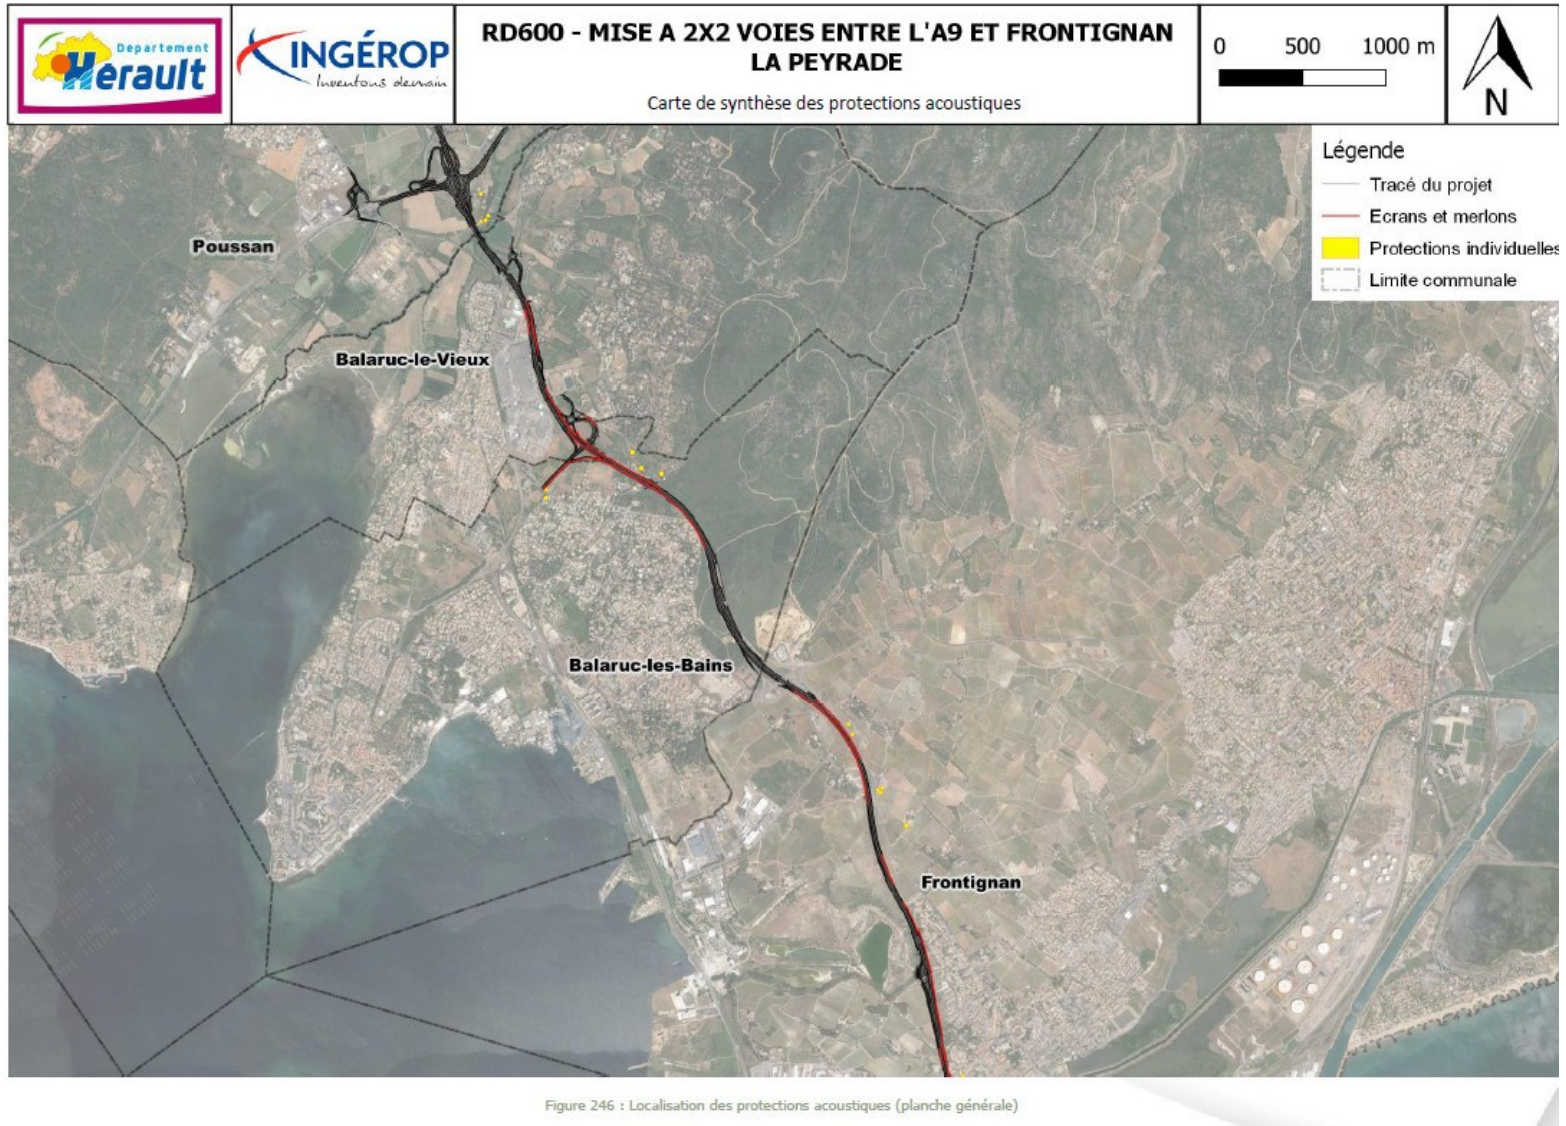 Departement
Hérault
INGÉROP
Inventons demain
RD600 - MISE A 2X2 VOIES ENTRE L'A9 ET FRONTIGNAN
LA PEYRADE
Carte de synthèse des protections acoustiques
0 500 1000 m
N
Légende
Tracé du projet
Ecrans et merlons
Protections individuelles
Limite communale
Poussan
Balaruc-le-Vieux
Balaruc-les-Bains
Frontignan
Figure 246 : Localisation des protections acoustiques (planche générale)